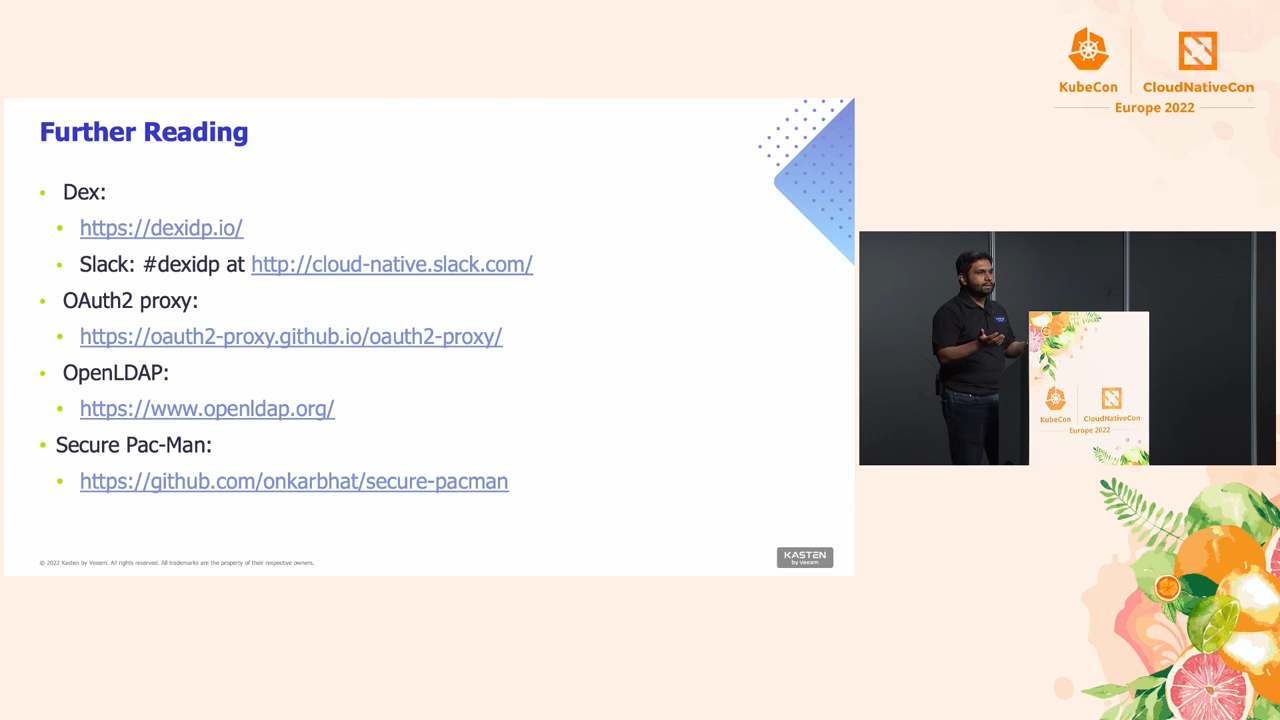 KubeCon
CloudNativeCon
Europe 2022
Further Reading
• Dex:
• https://dexidp.io/
• Slack: #dexidp at http://cloud-native.slack.com/
• OAuth2 proxy:
• https://oauth2-proxy.github.io/oauth2-proxy/
• OpenLDAP:
• https://www.openldap.org/
• Secure Pac-Man:
• https://github.com/onkarbhat/secure-pacman
© 2022 Kasten by Veeam. All rights reserved. All trademarks are the property of their respective owners.
KASTEN
by Veeam
KubeCon
CloudNativeCon
Europe 2022